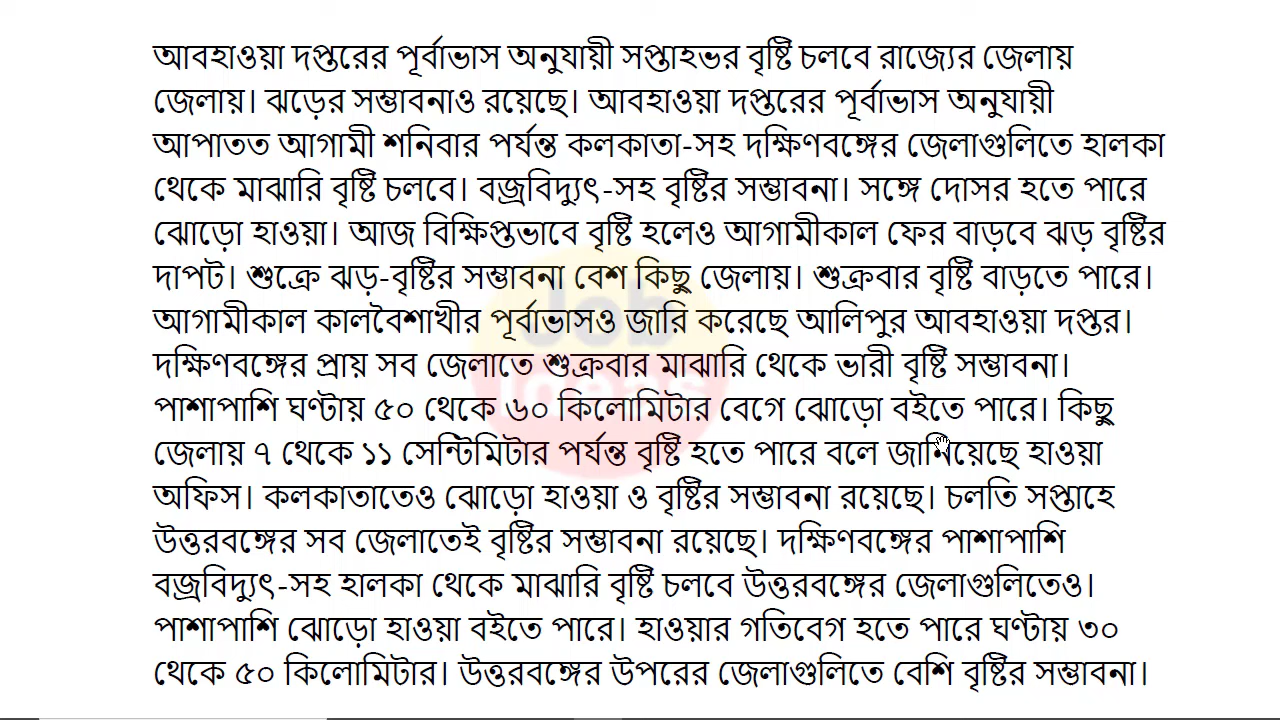 আবহাওয়া দপ্তরের পূর্বাভাস অনুযায়ী সপ্তাহভর বৃষ্টি চলবে রাজ্যের জেলায়
জেলায়। ঝড়ের সম্ভাবনাও রয়েছে। আবহাওয়া দপ্তরের পূর্বাভাস অনুযায়ী
আপাতত আগামী শনিবার পর্যন্ত কলকাতা-সহ দক্ষিণবঙ্গের জেলাগুলিতে হালকা
থেকে মাঝারি বৃষ্টি চলবে। বজ্রবিদ্যুৎ-সহ বৃষ্টির সম্ভাবনা। সঙ্গে দোসর হতে পারে
ঝোড়ো হাওয়া। আজ বিক্ষিপ্তভাবে বৃষ্টি হলেও আগামীকাল ফের বাড়বে ঝড় বৃষ্টির
দাপট। শুক্রে ঝড়-বৃষ্টির সম্ভাবনা বেশ কিছু জেলায়। শুক্রবার বৃষ্টি বাড়তে পারে।
আগামীকাল কালবৈশাখীর পূর্বাভাসও জারি করেছে আলিপুর আবহাওয়া দপ্তর।
দক্ষিণবঙ্গের প্রায় সব জেলাতে শুক্রবার মাঝারি থেকে ভারী বৃষ্টি সম্ভাবনা।
পাশাপাশি ঘণ্টায় ৫০ থেকে ৬০ কিলোমিটার বেগে ঝোড়ো বইতে পারে। কিছু
জেলায় ৭ থেকে ১১ সেন্টিমিটার পর্যন্ত বৃষ্টি হতে পারে বলে জানিয়েছে হাওয়া
অফিস। কলকাতাতেও ঝোড়ো হাওয়া ও বৃষ্টির সম্ভাবনা রয়েছে। চলতি সপ্তাহে
উত্তরবঙ্গের সব জেলাতেই বৃষ্টির সম্ভাবনা রয়েছে। দক্ষিণবঙ্গের পাশাপাশি
বজ্রবিদ্যুৎ-সহ হালকা থেকে মাঝারি বৃষ্টি চলবে উত্তরবঙ্গের জেলাগুলিতেও।
পাশাপাশি ঝোড়ো হাওয়া বইতে পারে। হাওয়ার গতিবেগ হতে পারে ঘণ্টায় ৩০
থেকে ৫০ কিলোমিটার। উত্তরবঙ্গের উপরের জেলাগুলিতে বেশি বৃষ্টির সম্ভাবনা।
Job
Ideas